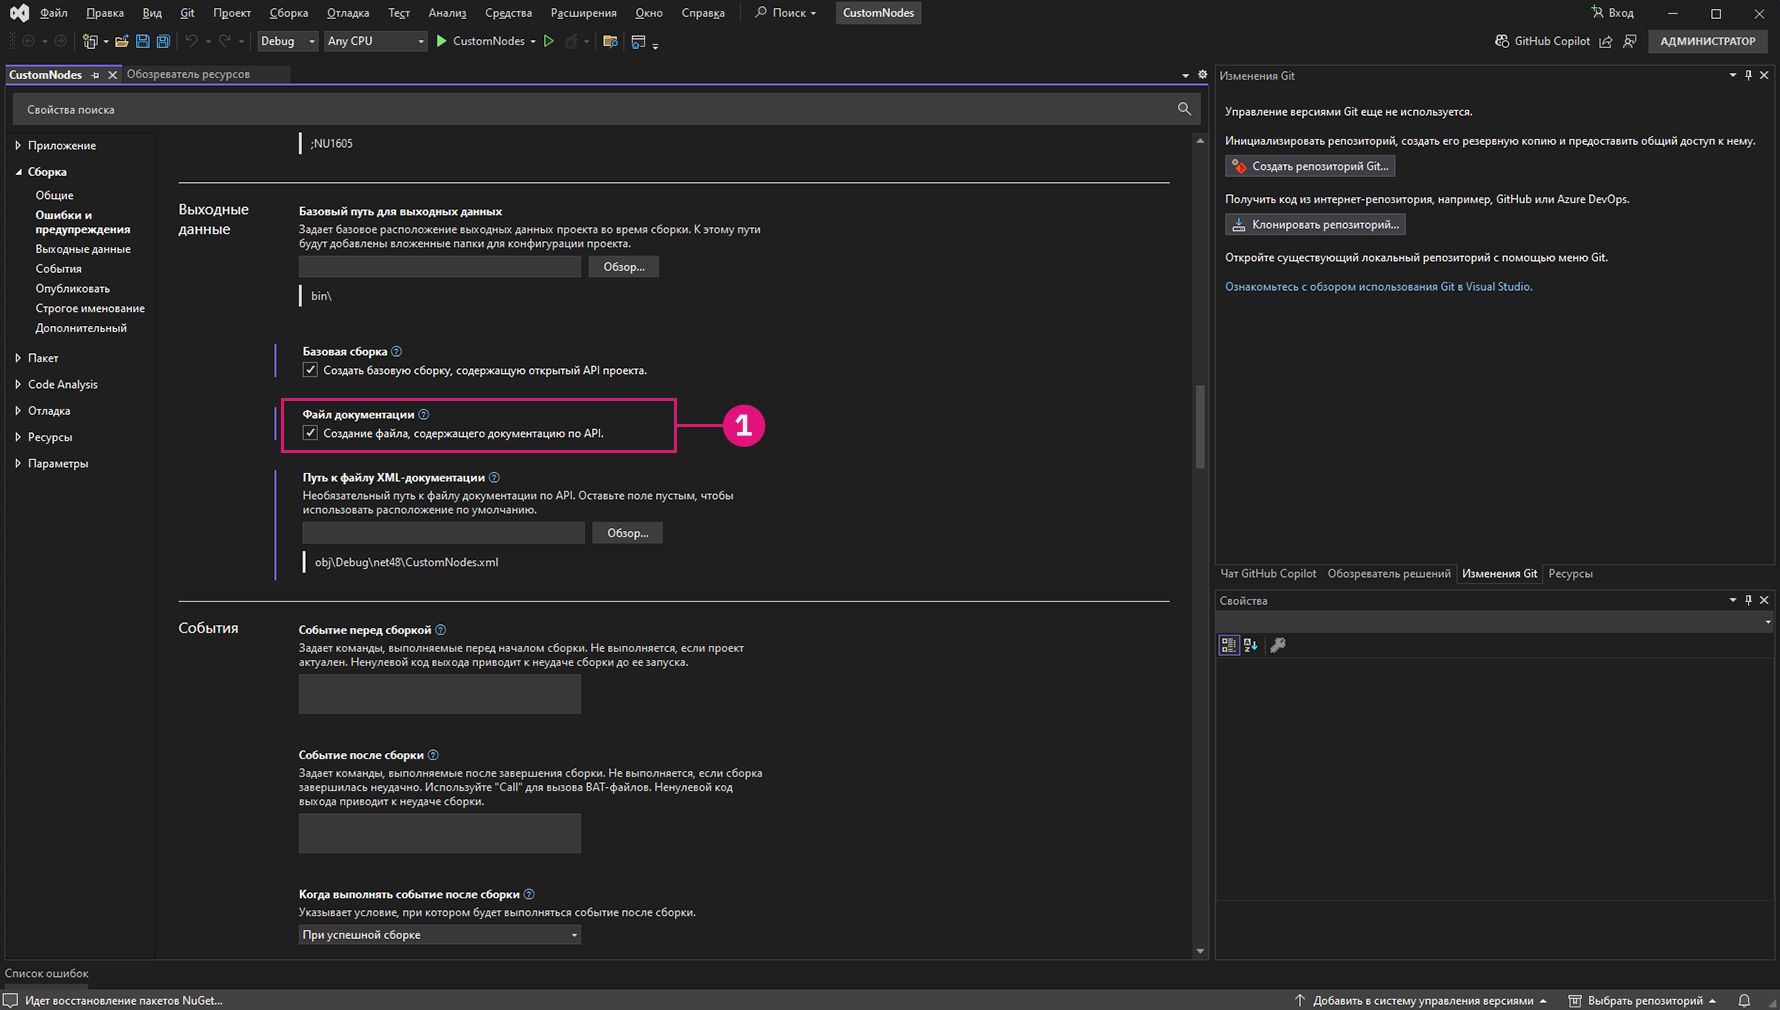 Файл Правка Вид Git Проект Сборка Отладка Тест Анализ Средства Расширения Окно Справка Поиск CustomNodes Вход
Debug Any CPU CustomNodes GitHub Copilot АДМИНИСТРАТОР
CustomNodes Обозреватель ресурсов
Свойства поиска
Приложение
Сборка
Общие
Ошибки и
предупреждения
Выходные данные
События
Опубликовать
Строгое именование
Дополнительный
Пакет
Code Analysis
Отладка
Ресурсы
Параметры
;NU1605
Выходные
данные
Базовый путь для выходных данных
Задает базовое расположение выходных данных проекта во время сборки. К этому пути
будут добавлены вложенные папки для конфигурации проекта.
Обзор...
bin\
Базовая сборка
Создать базовую сборку, содержащую открытый API проекта.
Файл документации
Создание файла, содержащего документацию по API.
1
Путь к файлу XML-документации
Необязательный путь к файлу документации по API. Оставьте поле пустым, чтобы
использовать расположение по умолчанию.
Обзор...
obj\Debug\net48\CustomNodes.xml
События
Событие перед сборкой
Задает команды, выполняемые перед началом сборки. Не выполняется, если проект
актуален. Ненулевой код выхода приводит к неудаче сборки до ее запуска.
Событие после сборки
Задает команды, выполняемые после завершения сборки. Не выполняется, если сборка
завершилась неудачно. Используйте "Call" для вызова BAT-файлов. Ненулевой код
выхода приводит к неудаче сборки.
Когда выполнять событие после сборки
Указывает условие, при котором будет выполняться событие после сборки.
При успешной сборке
Изменения Git
Управление версиями Git еще не используется.
Инициализировать репозиторий, создать его резервную копию и предоставить общий доступ к нему.
Создать репозиторий Git...
Получить код из интернет-репозитория, например, GitHub или Azure DevOps.
Клонировать репозиторий...
Откройте существующий локальный репозиторий с помощью меню Git.
Ознакомьтесь с обзором использования Git в Visual Studio.
Чат GitHub Copilot Обозреватель решений Изменения Git Ресурсы
Свойства
Список ошибок
Идет восстановление пакетов NuGet... Добавить в систему управления версиями Выбрать репозиторий